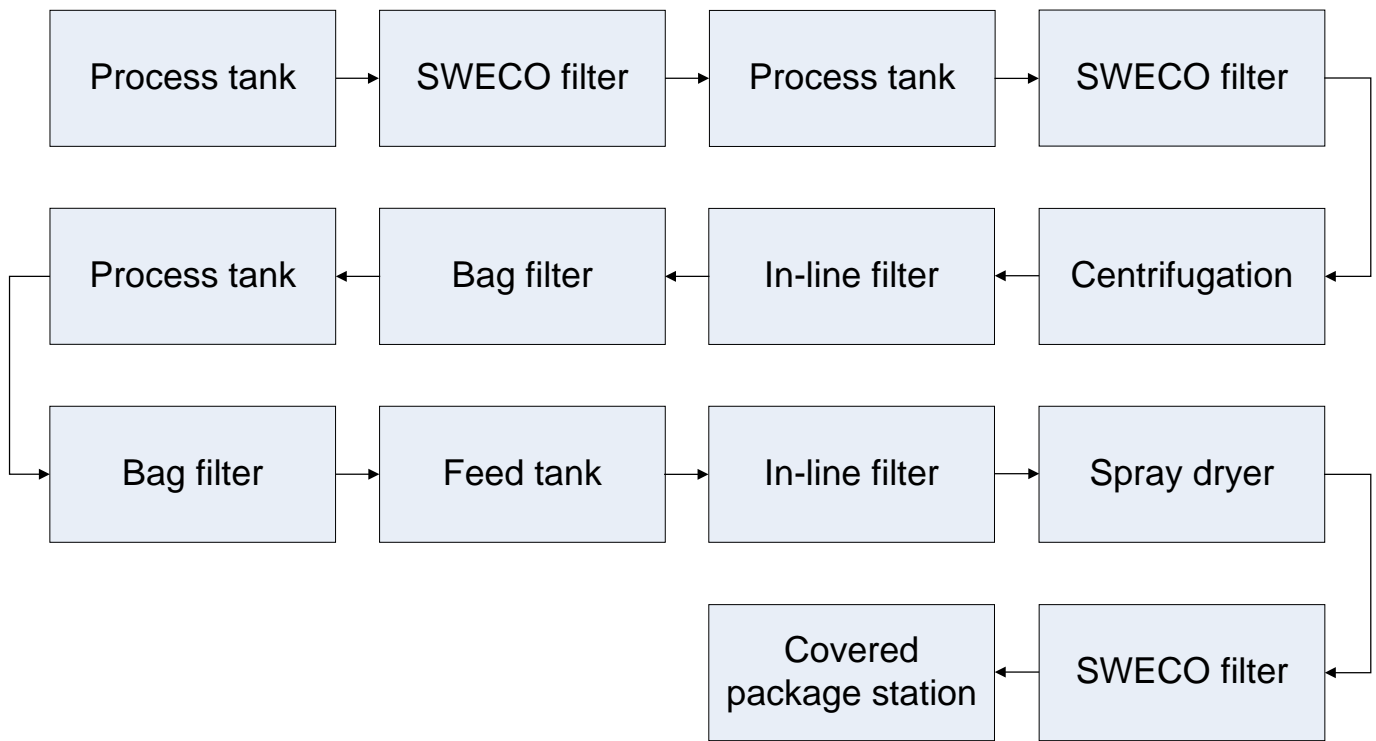 Process tank
SWECO filter
Process tank
SWECO filter
Process tank
Bag filter
In-line filter
Centrifugation
Bag filter
Feed tank
In-line filter
Spray dryer
Covered
package station
SWECO filter